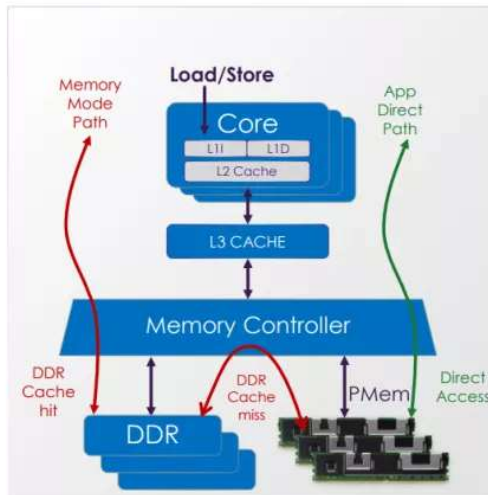 Memory
Mode
Path
Load/Store
App
Direct
Path
Core
L1I
L1D
L2 Cache
L3 CACHE
Memory Controller
DDR
Cache
hit
DDR
Cache
miss
PMem
Direct
Access
DDR